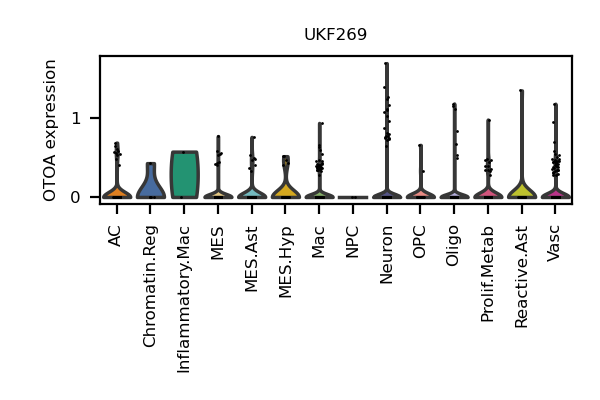 UKF269
OTOA expression
1
0
AC
Chromatin.Reg
Inflammatory.Mac
MES
MES.Ast
MES.Hyp
Mac
NPC
Neuron
OPC
Oligo
Prolif.Metab
Reactive.Ast
Vasc